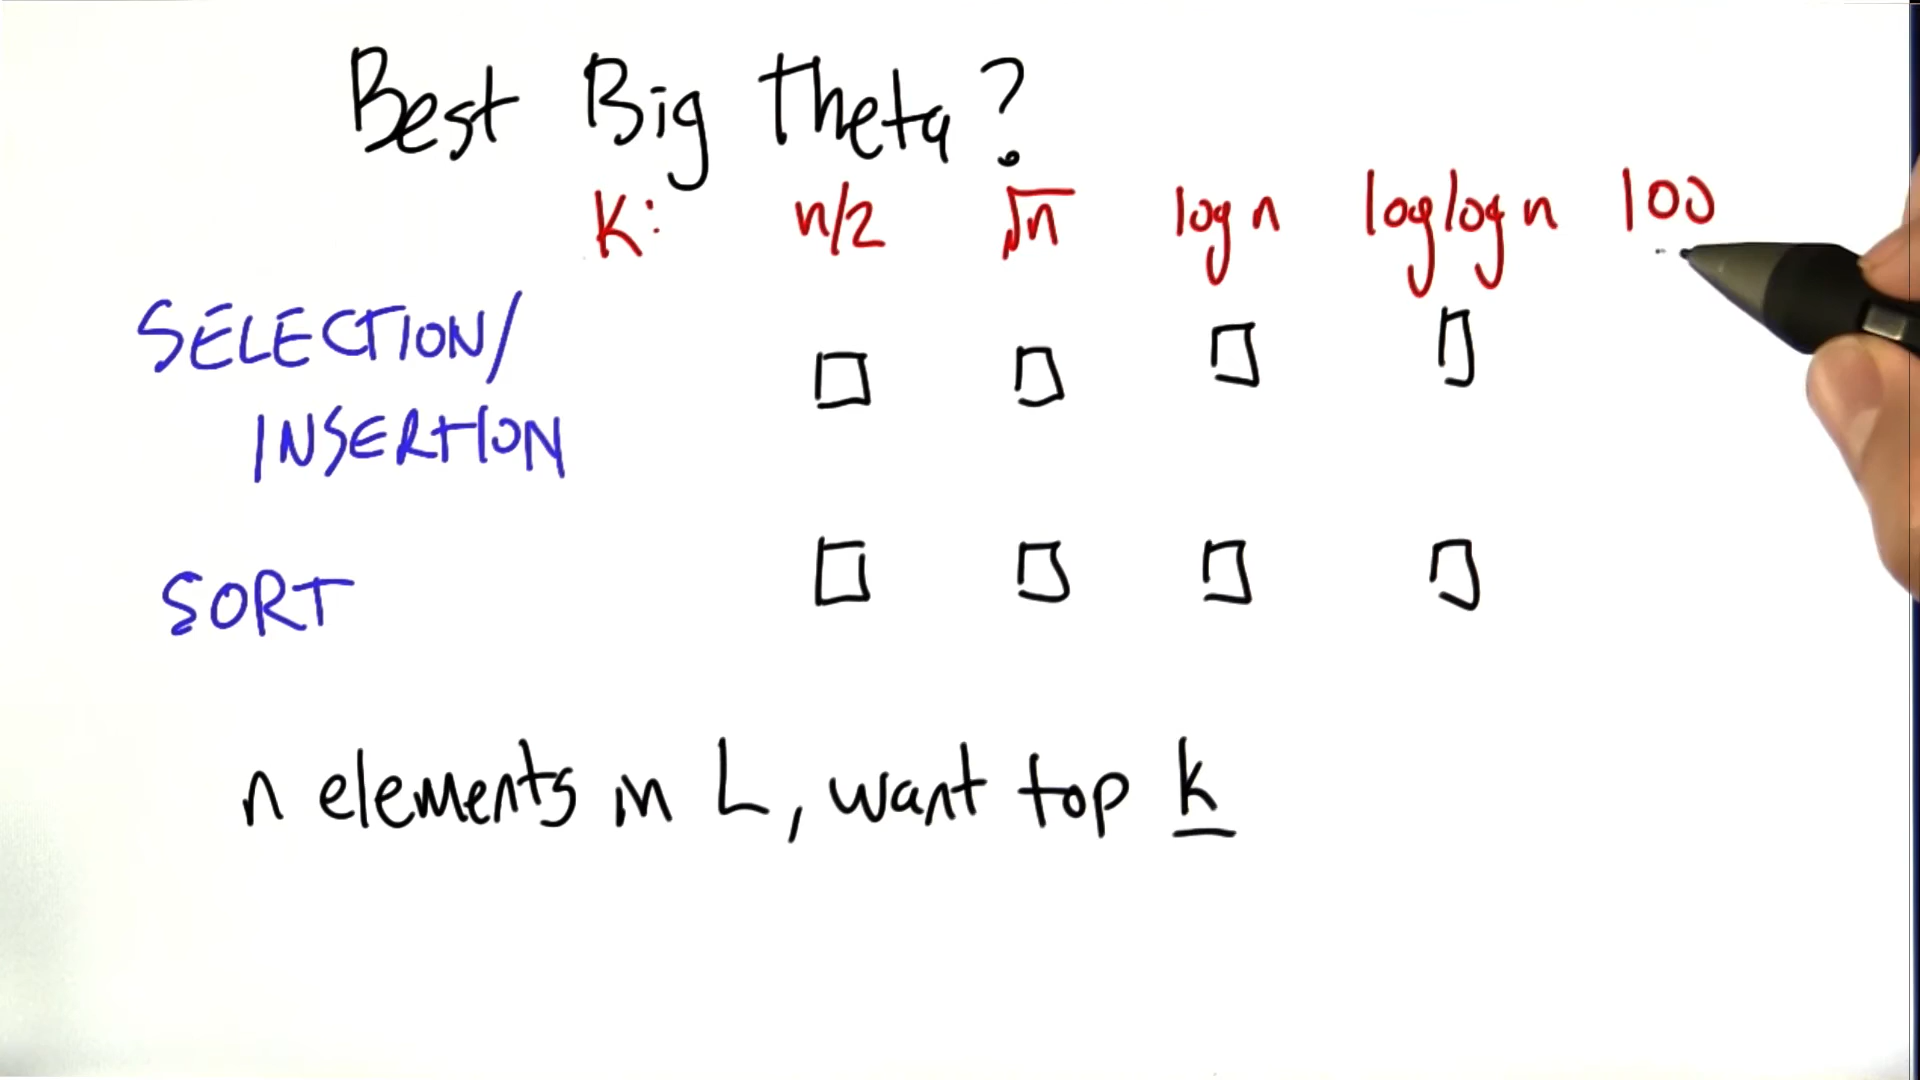 Best Big Theta?
K: n/2 √n log n loglog n 100
SELECTION/
INSERTION
SORT
n elements in L, want top k